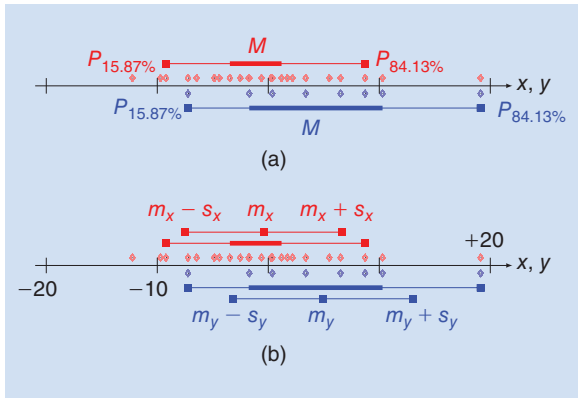 M
P15.87% P84.13%
x, y
P15.87% M P84.13%
(a)
mx − sx mx mx + sx
+20
x, y
−20 −10
my − sy my my + sy
(b)